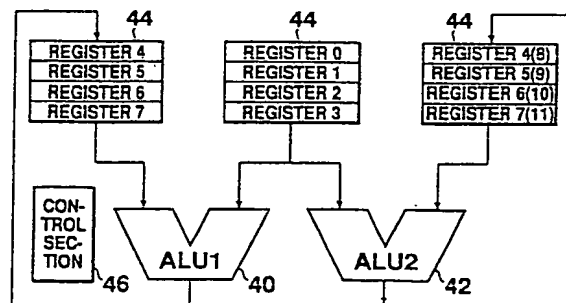 44 44 44
REGISTER 4 REGISTER 0 REGISTER 4(8)
REGISTER 5 REGISTER 1 REGISTER 5(9)
REGISTER 6 REGISTER 2 REGISTER 6(10)
REGISTER 7 REGISTER 3 REGISTER 7(11)
CON-
TROL
SEC-
TION
46
ALU1
40
ALU2
42